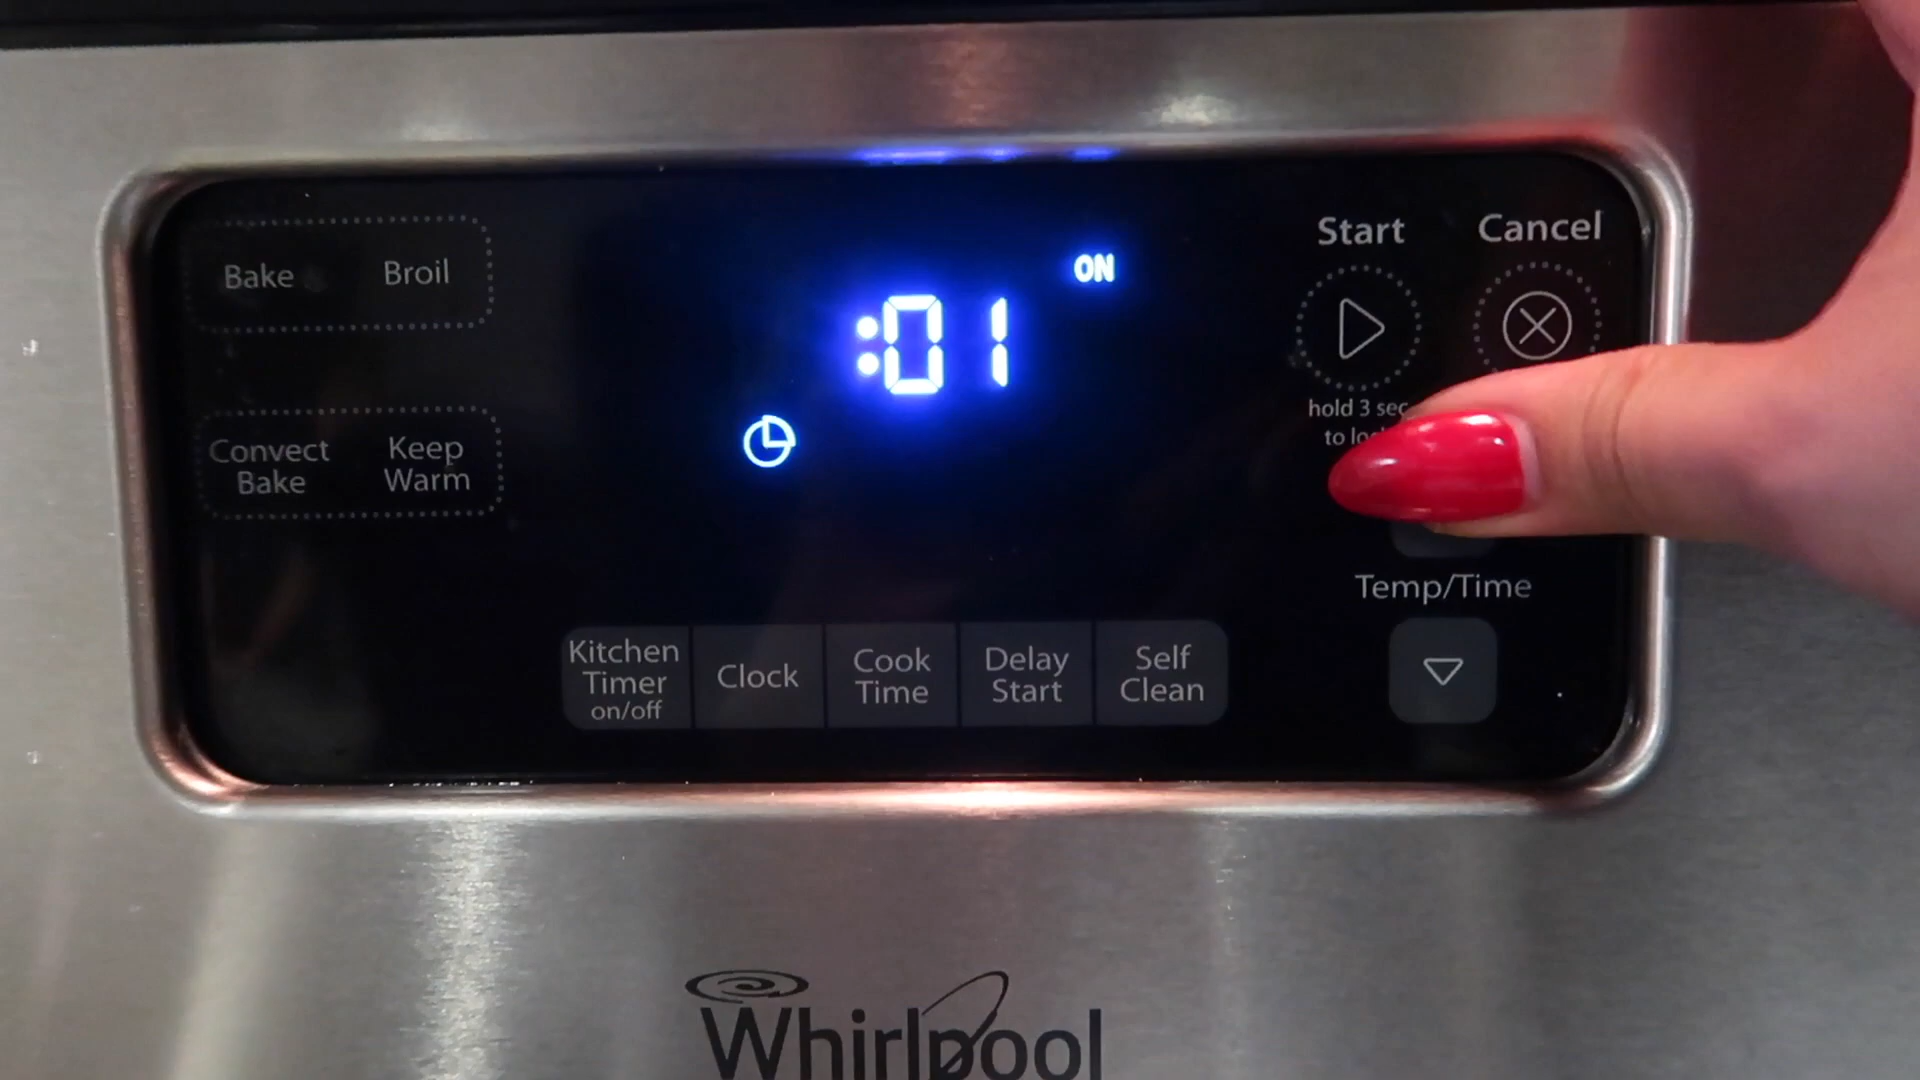 Bake
Broil
Convect
Bake
Keep
Warm
:01
ON
Start
Cancel
hold 3 sec
Temp/Time
Kitchen
Timer
on/off
Clock
Cook
Time
Delay
Start
Self
Clean
Whirlpool